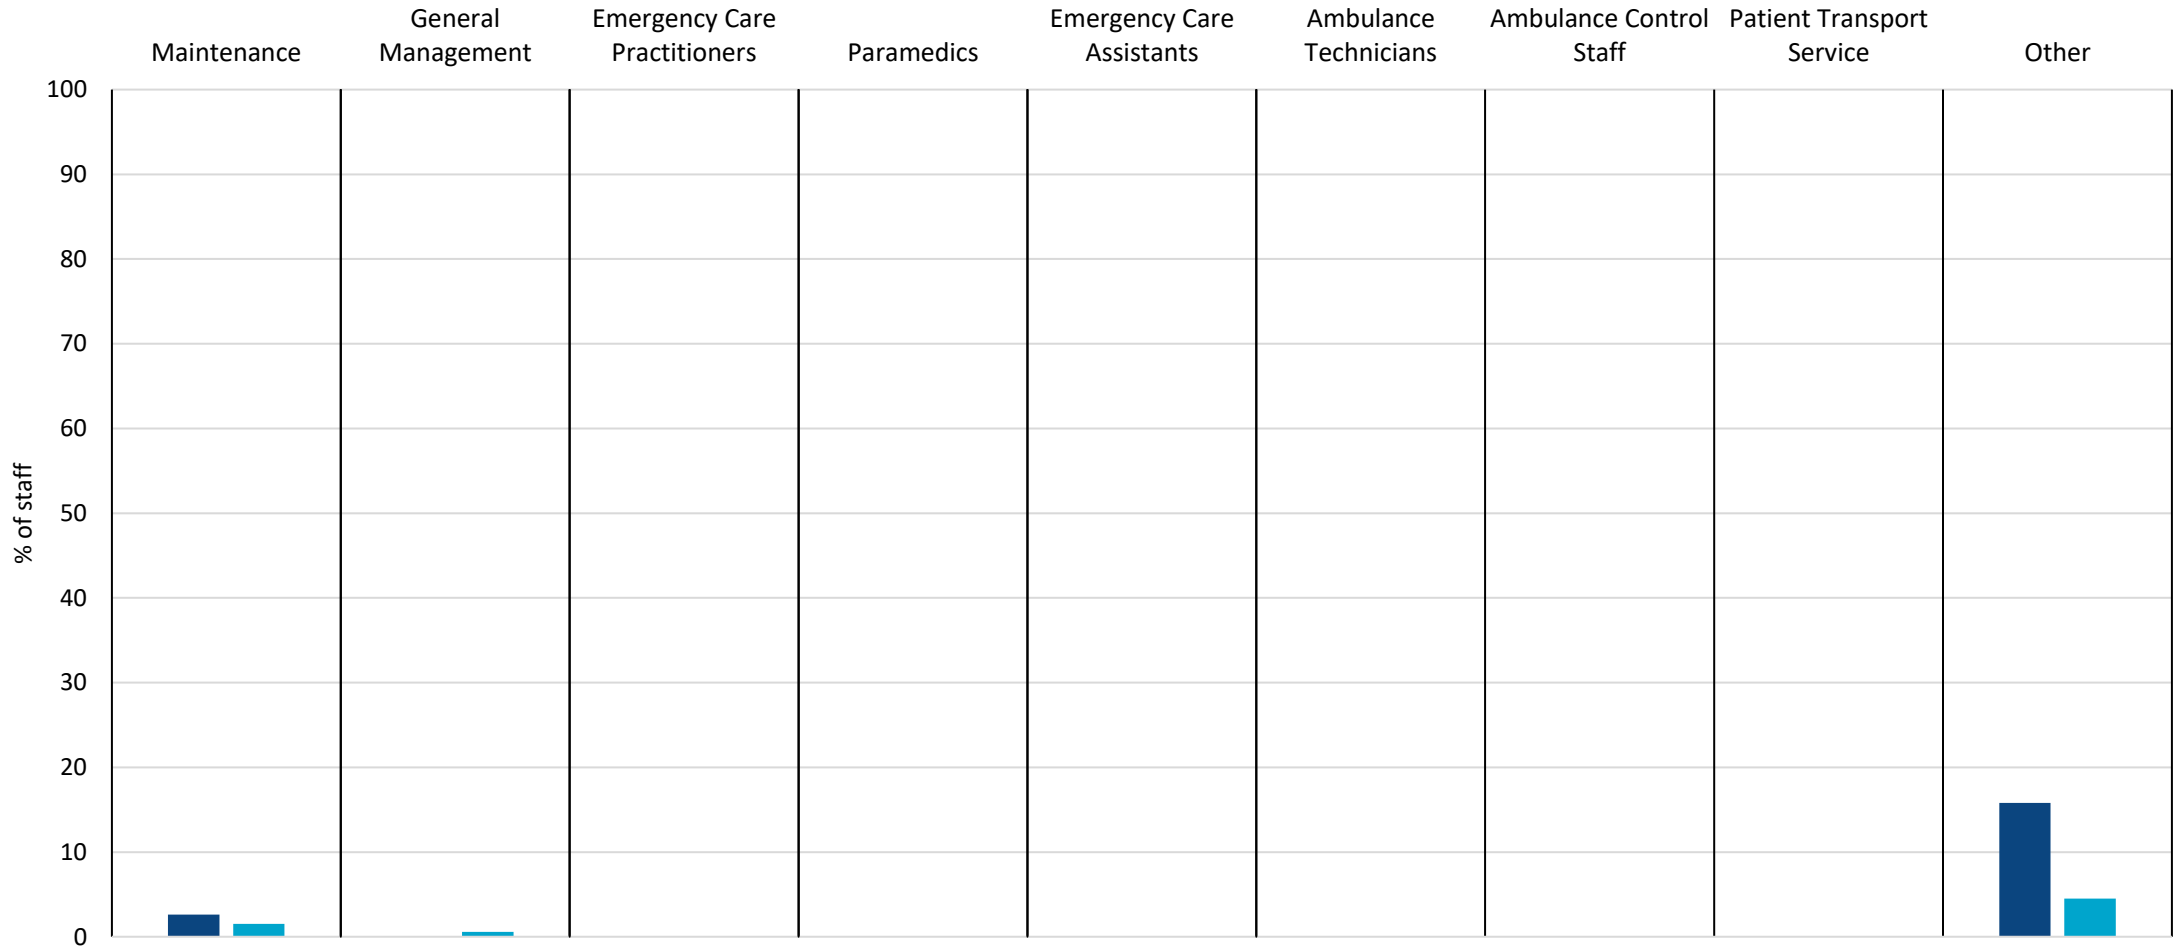 Maintenance
General
Management
Emergency Care
Practitioners
Paramedics
Emergency Care
Assistants
Ambulance
Technicians
Ambulance Control
Staff
Patient Transport
Service
Other
% of staff
100
90
80
70
60
50
40
30
20
10
0